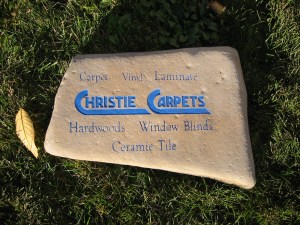 Carpet Vinyl Laminate
CHRISTIE CARPETS
Hardwoods Window Blinds
Ceramic Tile